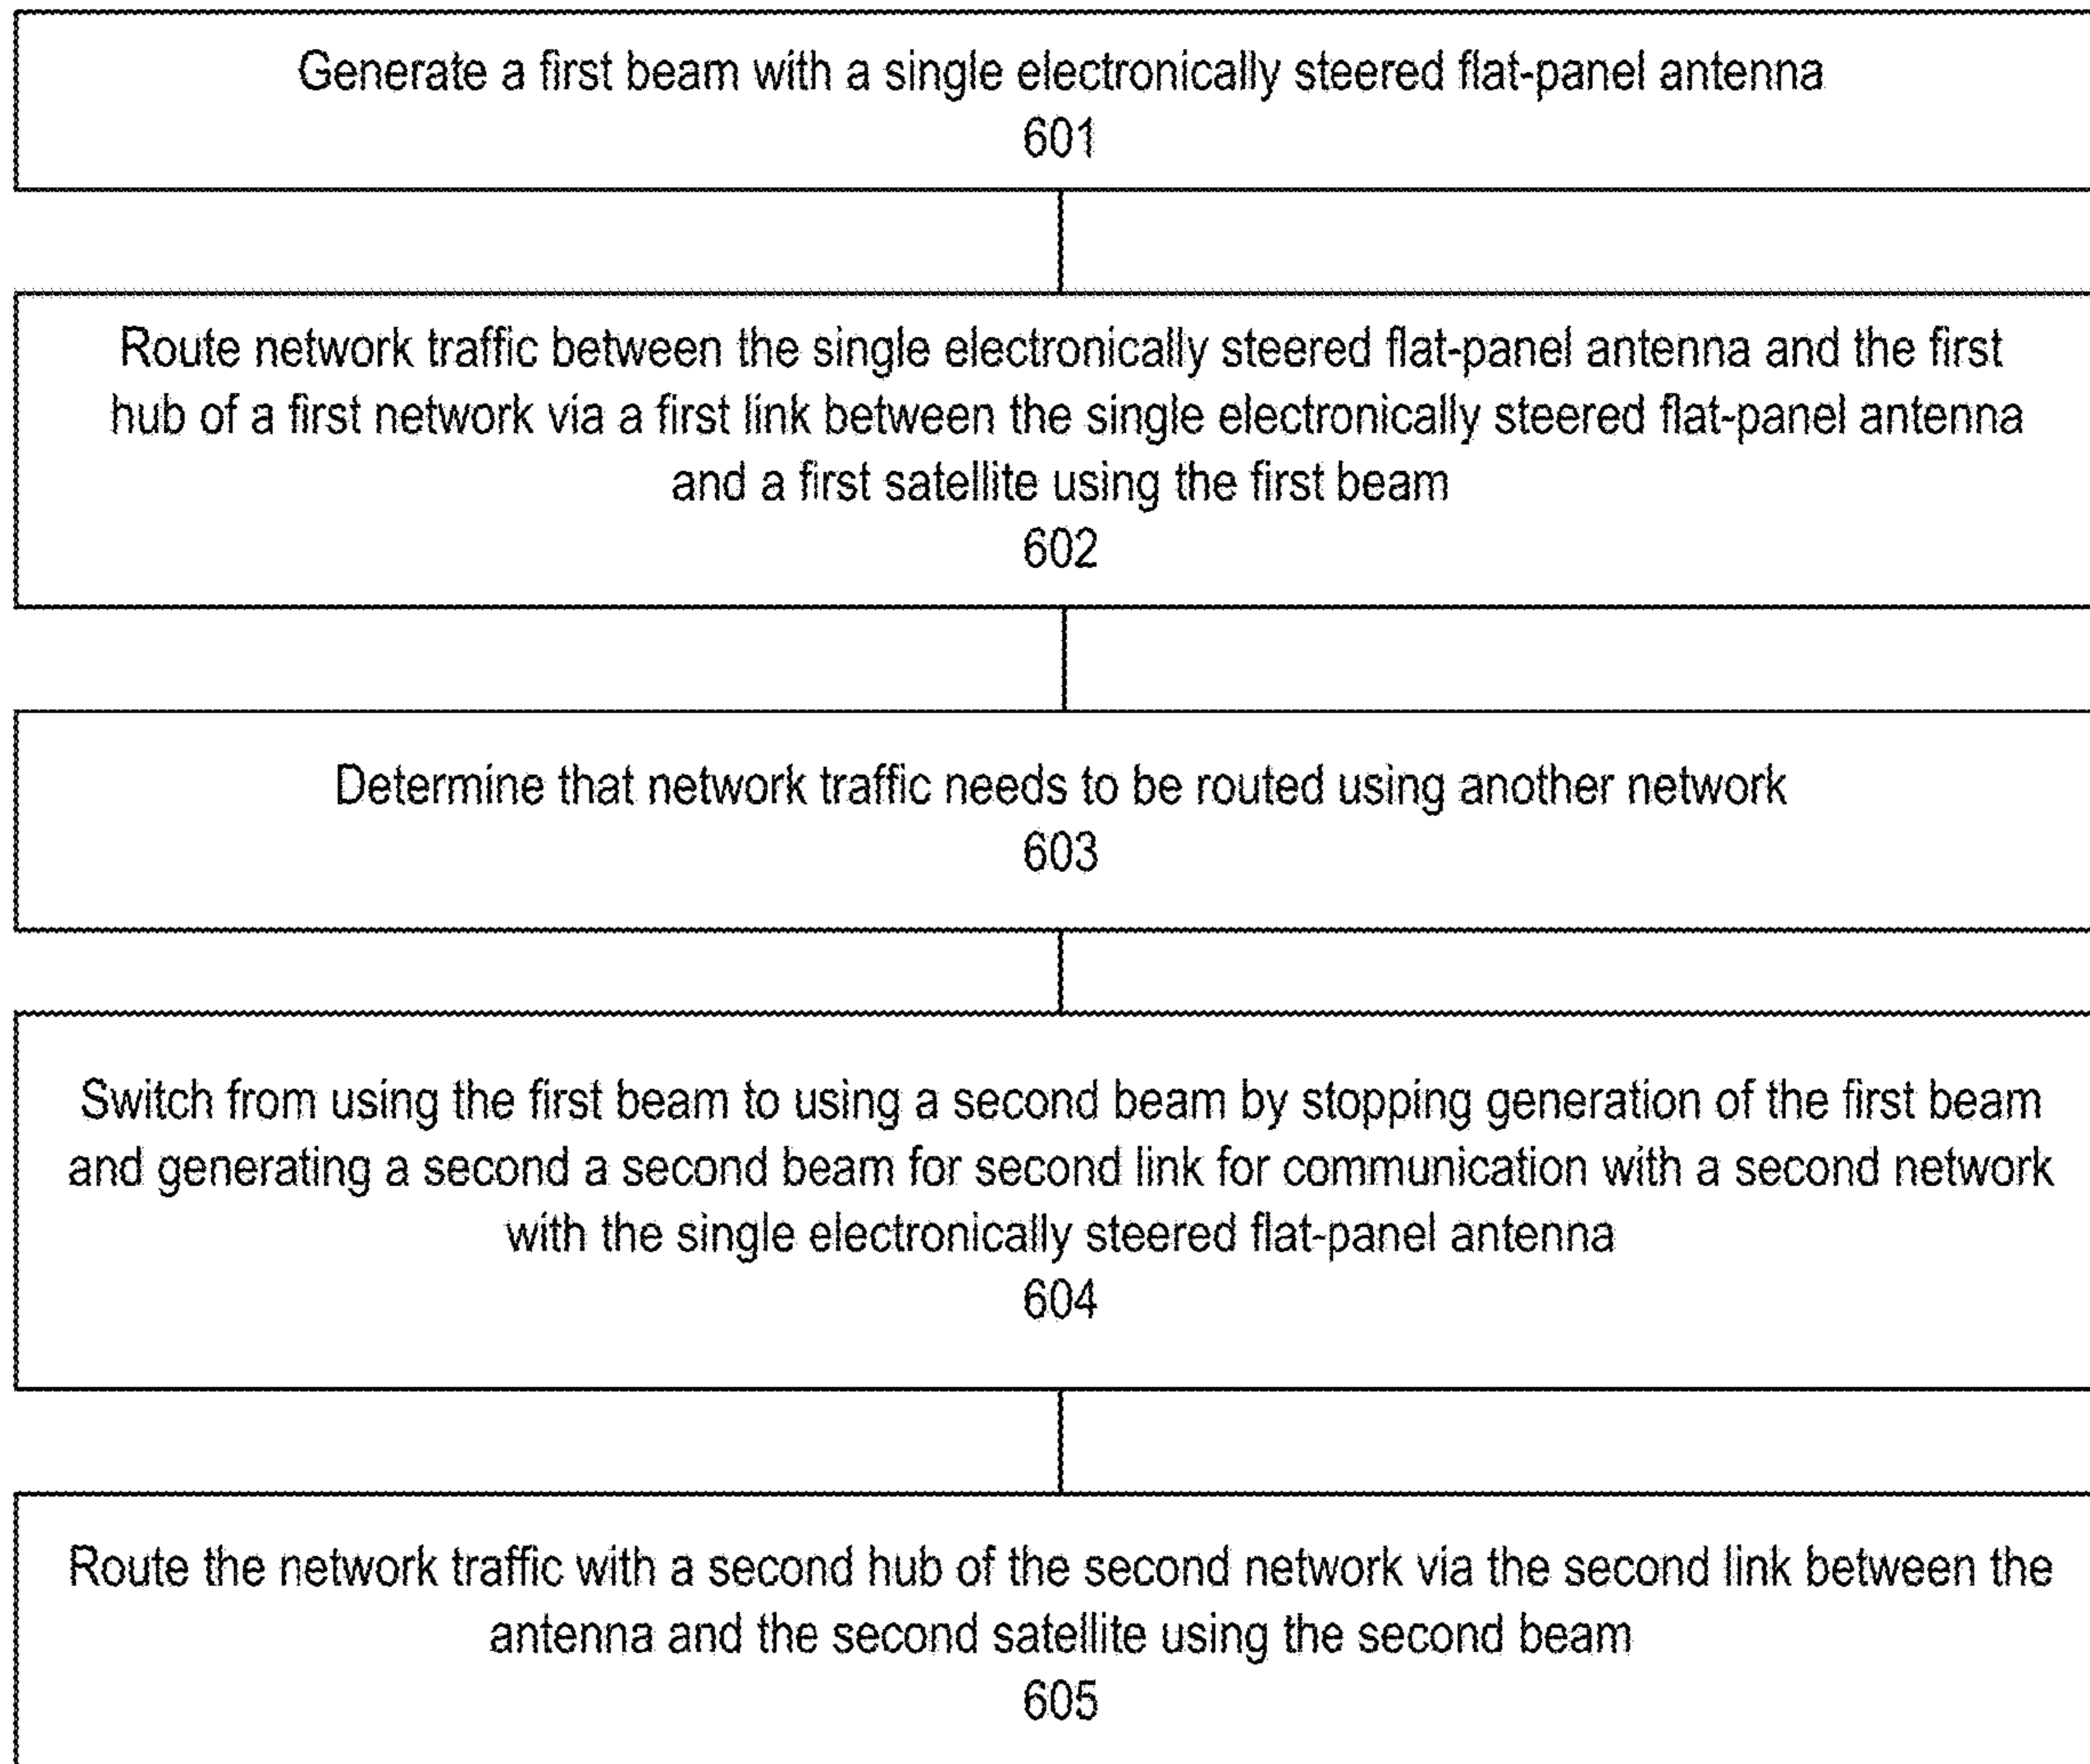 Generate a first beam with a single electronically steered flat-panel antenna
601
Route network traffic between the single electronically steered flat-panel antenna and the first
hub of a first network via a first link between the single electronically steered flat-panel antenna
and a first satellite using the first beam
602
Determine that network traffic needs to be routed using another network
603
Switch from using the first beam to using a second beam by stopping generation of the first beam
and generating a second a second beam for second link for communication with a second network
with the single electronically steered flat-panel antenna
604
Route the network traffic with a second hub of the second network via the second link between the
antenna and the second satellite using the second beam
605